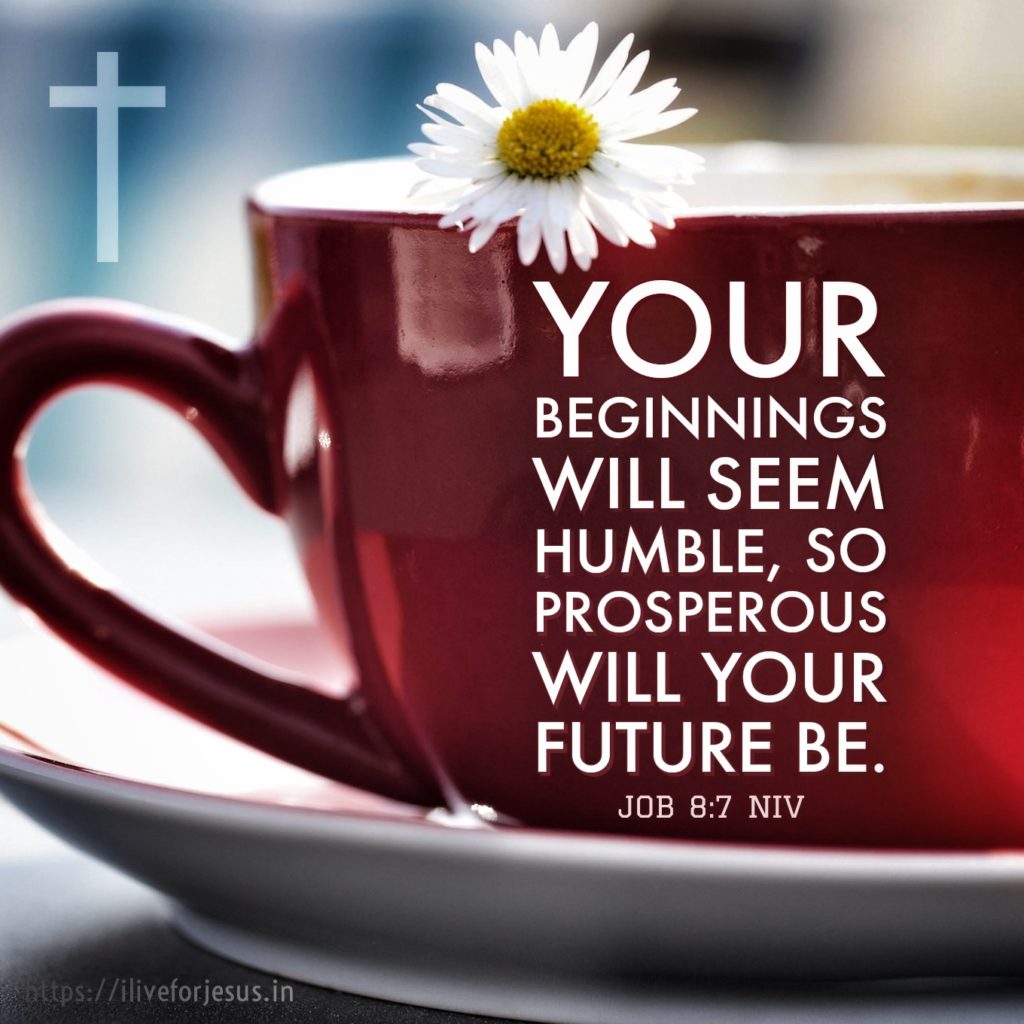 YOUR
BEGINNINGS
WILL SEEM
HUMBLE, SO
PROSPEROUS
WILL YOUR
FUTURE BE.
JOB 8:7 NIV
https://iliveforjesus.in